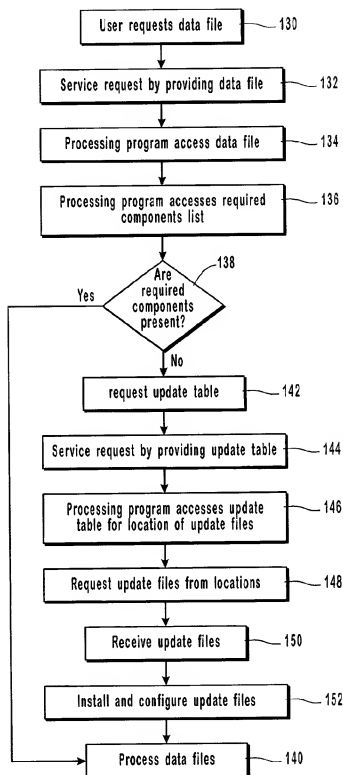 User requests data file
130
Service request by providing data file
132
Processing program access data file
134
Processing program accesses required
components list
136
Are
required
components
present?
138
Yes
No
request update table
142
Service request by providing update table
144
Processing program accesses update
table for location of update files
146
Request update files from locations
148
Receive update files
150
Install and configure update files
152
Process data files
140